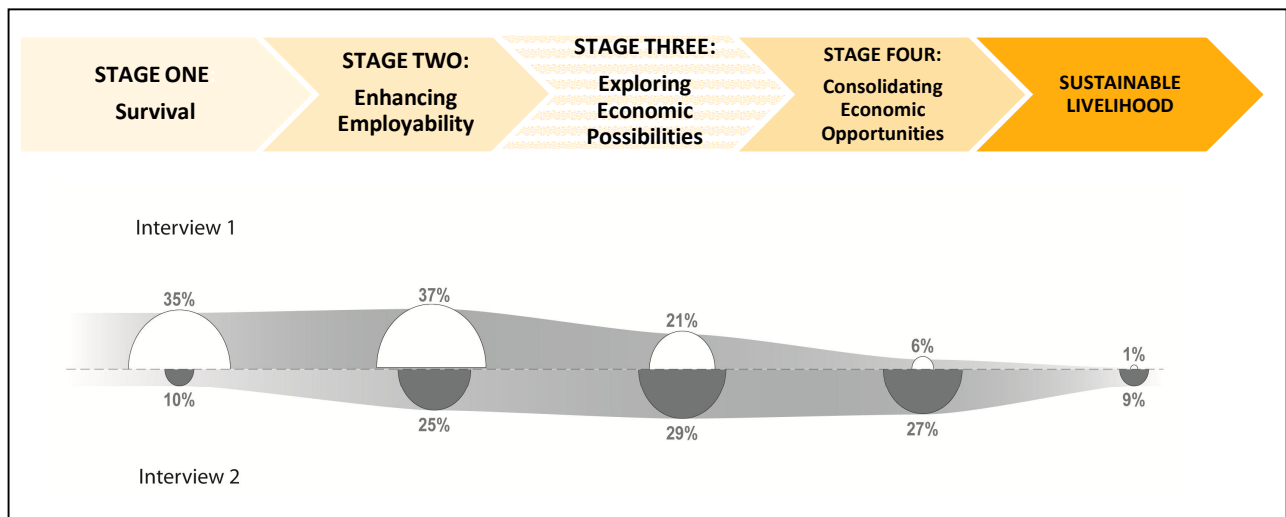 STAGE ONE
Survival
STAGE TWO:
Enhancing
Employability
STAGE THREE:
Exploring
Economic
Possibilities
STAGE FOUR:
Consolidating
Economic
Opportunities
SUSTAINABLE
LIVELIHOOD
Interview 1
35%
37%
21%
6%
1%
10%
25%
29%
27%
9%
Interview 2